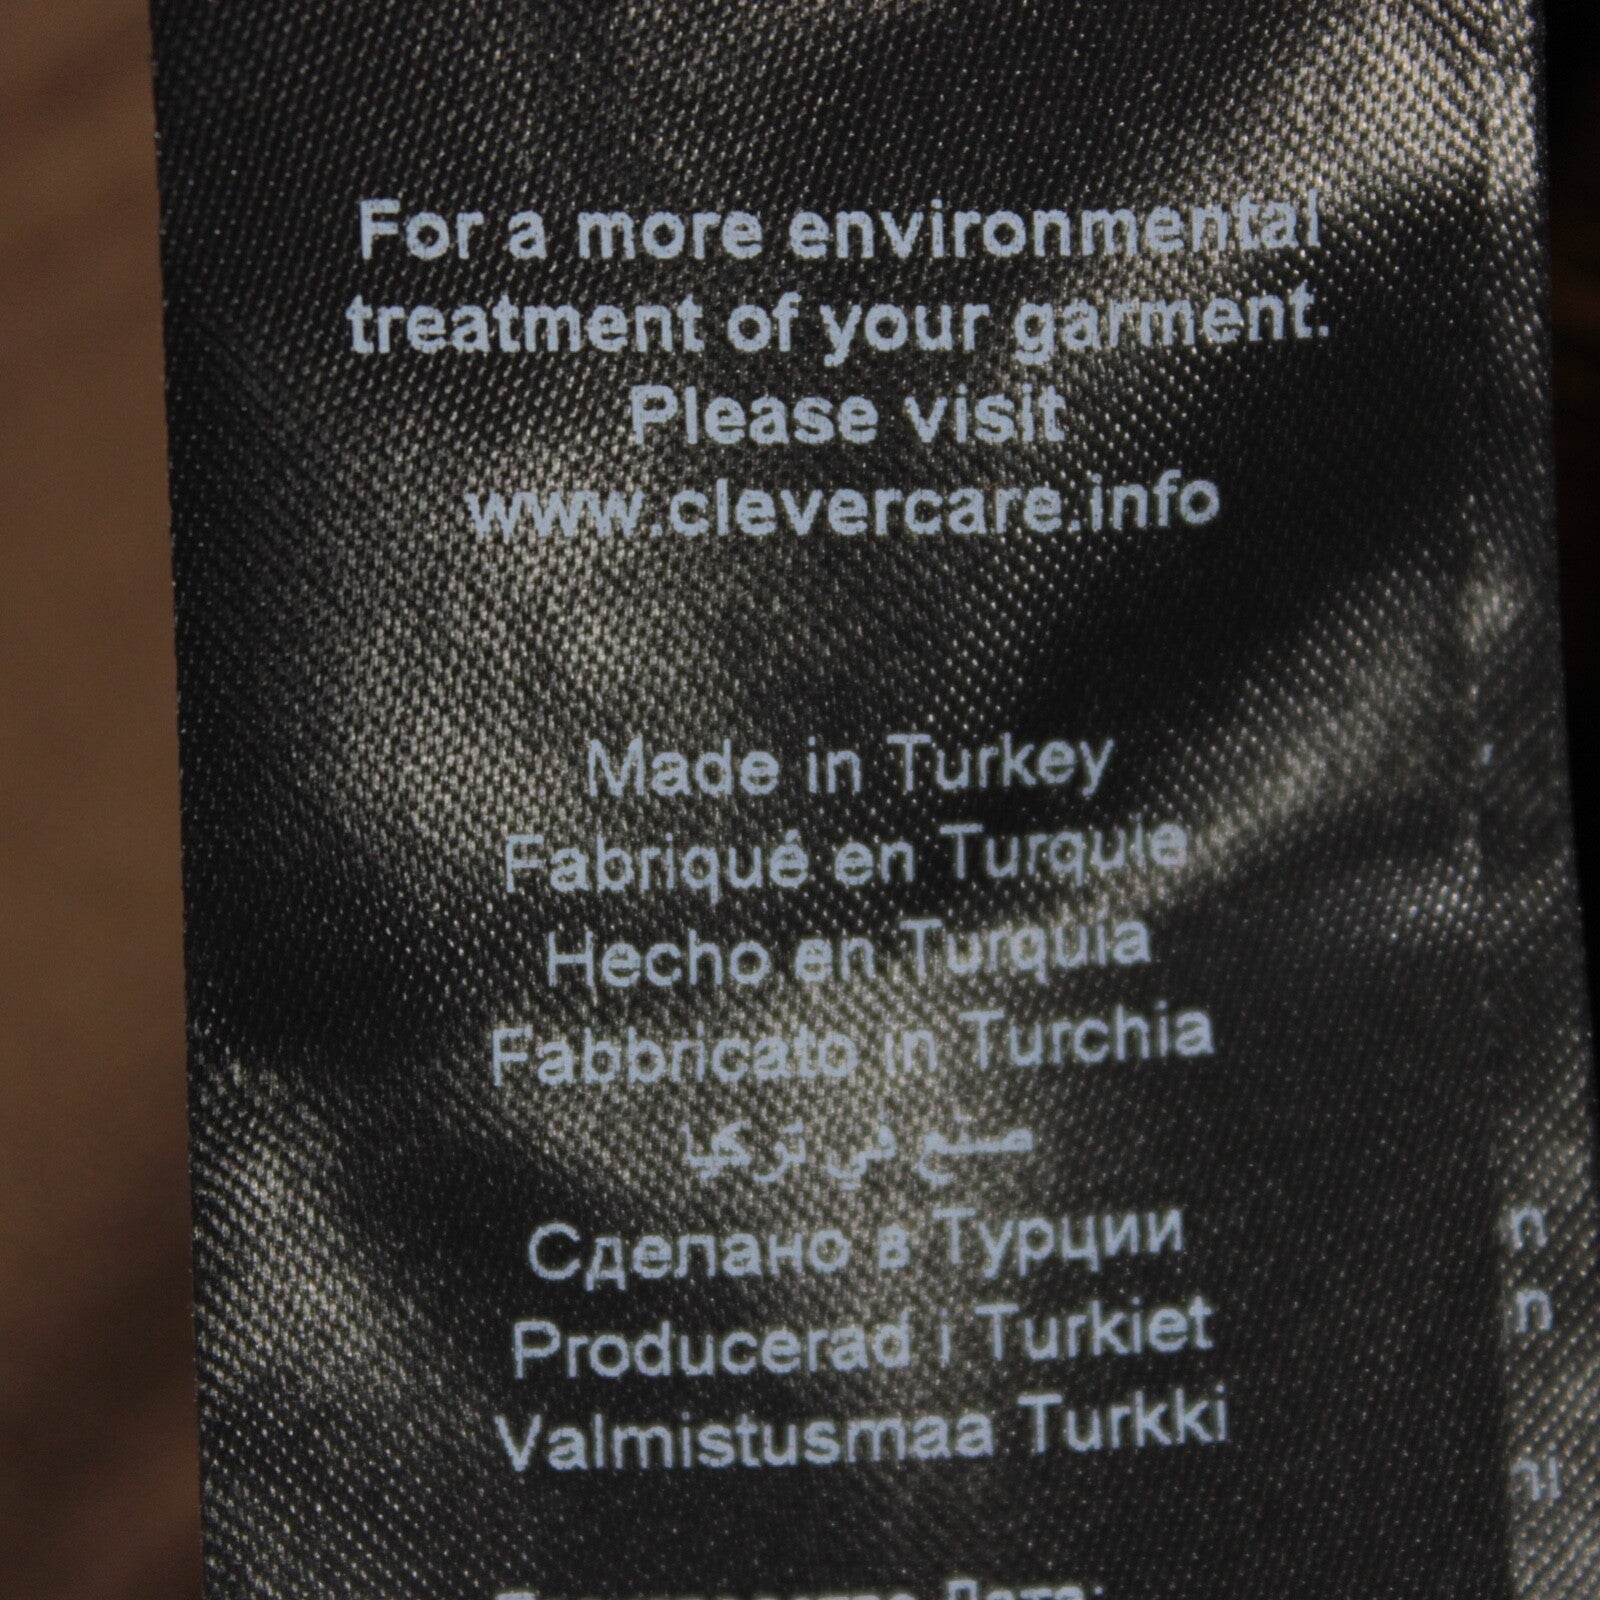 For a more environmental
treatment of your garment.
Please visit
www.clevercare.info
Made in Turkey
Fabriqué en Turquie
Hecho en Turquia
Fabbricato in Turchia
صنع في تركيا
Сделано в Турции
Producerad i Turkiet
Valmistusmaa Turkki
Дата:
n
n